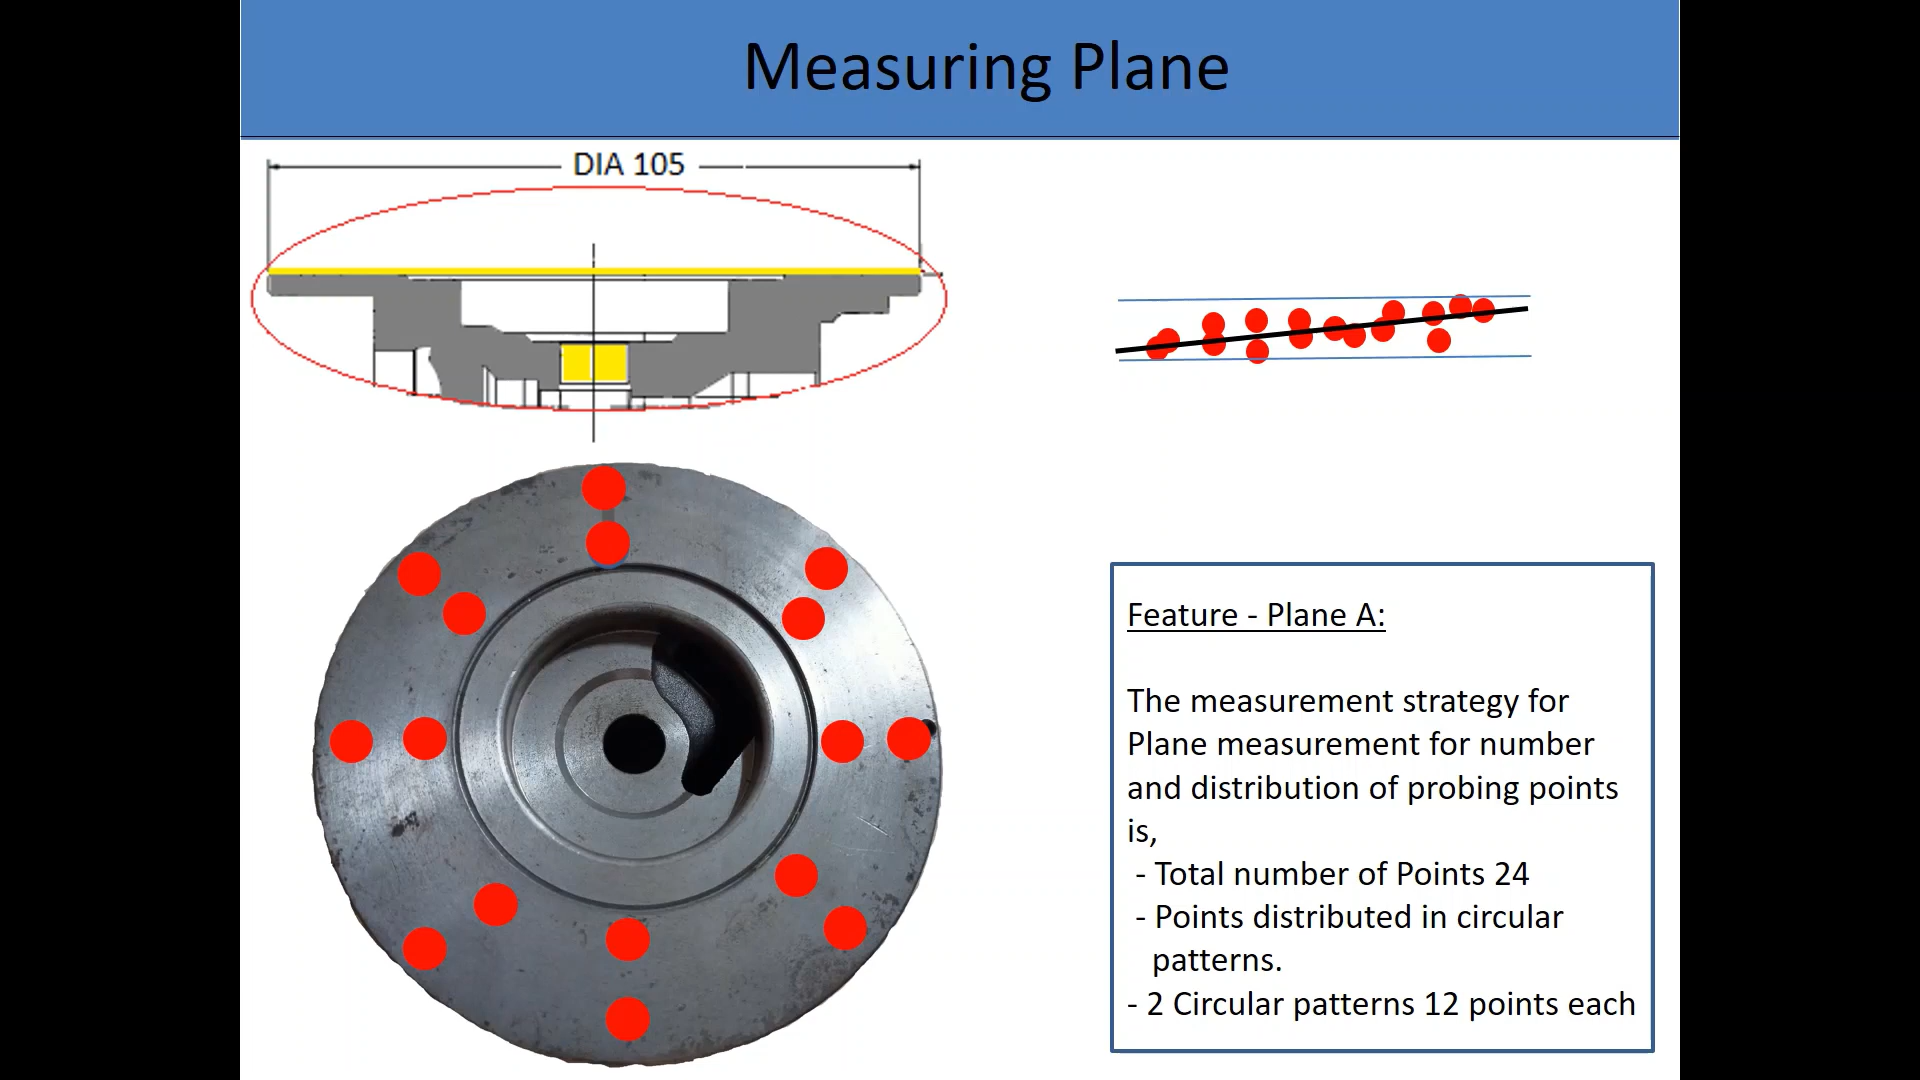 Measuring Plane
DIA 105
Feature - Plane A:
The measurement strategy for
Plane measurement for number
and distribution of probing points
is,
- Total number of Points 24
- Points distributed in circular
patterns.
- 2 Circular patterns 12 points each